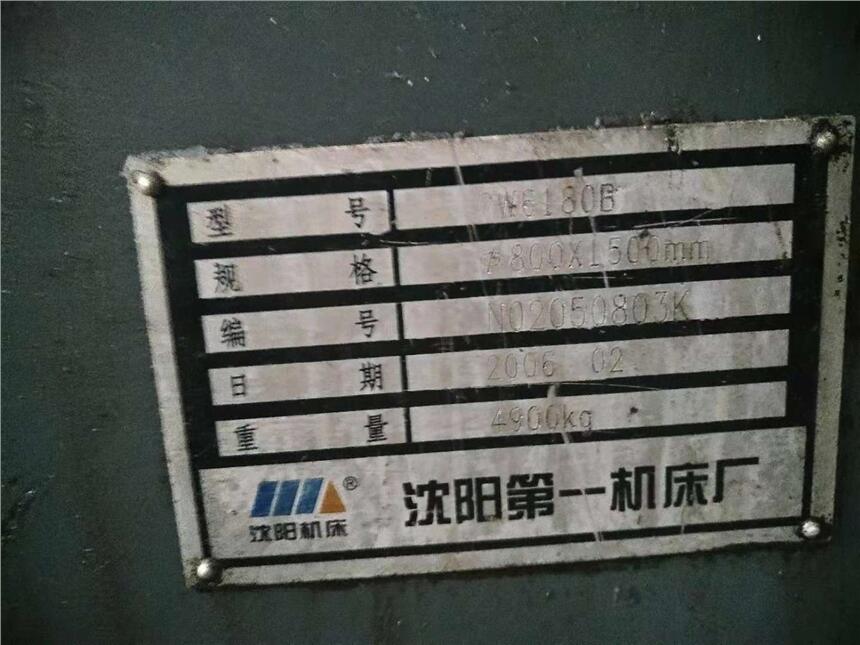 型 号 CW6180B
规 格 ø800X1500mm
编 号 N02050803K
日 期 2006 02
重 量 4900kg
沈阳机床® 沈阳第一机床厂